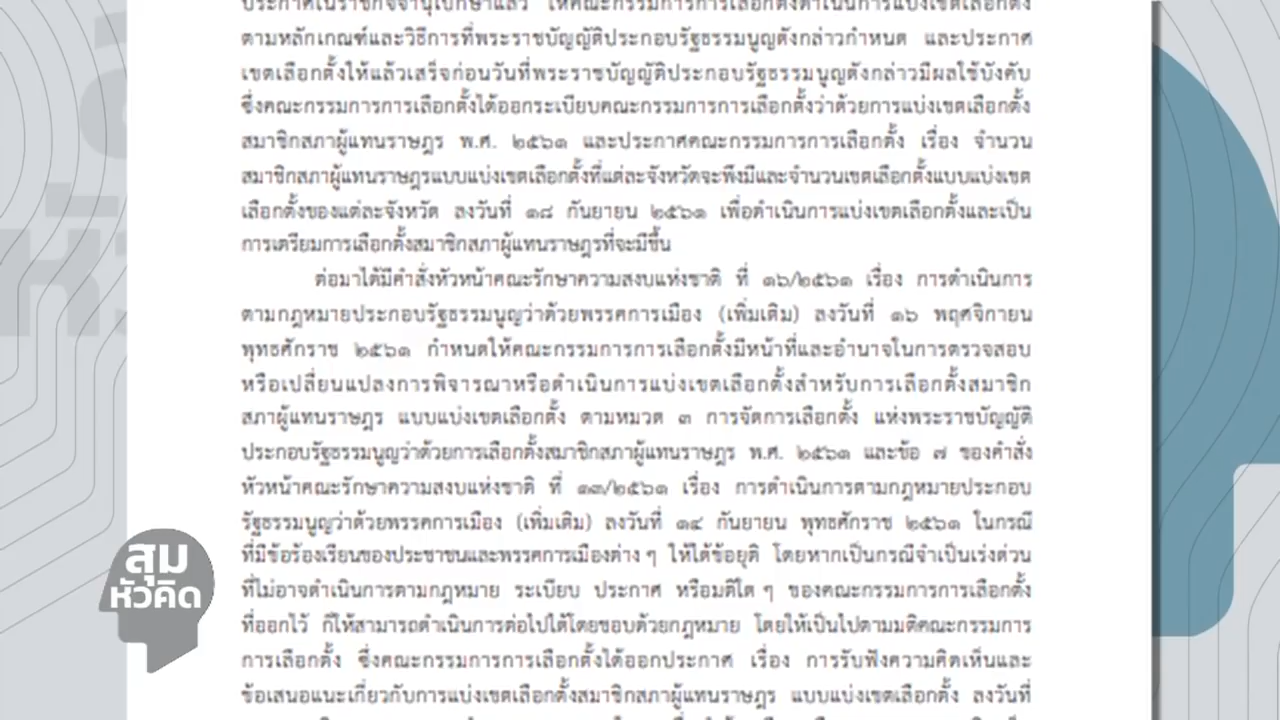 ประกาศในราชกิจจานุเบกษาแล้ว ให้คณะกรรมการการเลือกตั้งดำเนินการแบ่งเขตเลือกตั้ง
ตามหลักเกณฑ์และวิธีการที่พระราชบัญญัติประกอบรัฐธรรมนูญดังกล่าวกำหนด และประกาศ
เขตเลือกตั้งให้แล้วเสร็จก่อนวันที่พระราชบัญญัติประกอบรัฐธรรมนูญดังกล่าวมีผลใช้บังคับ
ซึ่งคณะกรรมการการเลือกตั้งได้ออกระเบียบคณะกรรมการการเลือกตั้งว่าด้วยการแบ่งเขตเลือกตั้ง
สมาชิกสภาผู้แทนราษฎร พ.ศ. ๒๕๖๑ และประกาศคณะกรรมการการเลือกตั้ง เรื่อง จำนวน
สมาชิกสภาผู้แทนราษฎรแบบแบ่งเขตเลือกตั้งที่แต่ละจังหวัดจะพึงมีและจำนวนเขตเลือกตั้งแบบแบ่งเขต
เลือกตั้งของแต่ละจังหวัด ลงวันที่ ๑๘ กันยายน ๒๕๖๑ เพื่อดำเนินการแบ่งเขตเลือกตั้งและเป็น
การเตรียมการเลือกตั้งสมาชิกสภาผู้แทนราษฎรที่จะมีขึ้น
ต่อมาได้มีคำสั่งหัวหน้าคณะรักษาความสงบแห่งชาติ ที่ ๑๖/๒๕๖๑ เรื่อง การดำเนินการ
ตามกฎหมายประกอบรัฐธรรมนูญว่าด้วยพรรคการเมือง (เพิ่มเติม) ลงวันที่ ๑๖ พฤศจิกายน
พุทธศักราช ๒๕๖๑ กำหนดให้คณะกรรมการการเลือกตั้งมีหน้าที่และอำนาจในการตรวจสอบ
หรือเปลี่ยนแปลงการพิจารณาหรือดำเนินการแบ่งเขตเลือกตั้งสำหรับการเลือกตั้งสมาชิก
สภาผู้แทนราษฎร แบบแบ่งเขตเลือกตั้ง ตามหมวด ๓ การจัดการเลือกตั้ง แห่งพระราชบัญญัติ
ประกอบรัฐธรรมนูญว่าด้วยการเลือกตั้งสมาชิกสภาผู้แทนราษฎร พ.ศ. ๒๕๖๑ และข้อ ๗ ของคำสั่ง
หัวหน้าคณะรักษาความสงบแห่งชาติ ที่ ๑๓/๒๕๖๑ เรื่อง การดำเนินการตามกฎหมายประกอบ
รัฐธรรมนูญว่าด้วยพรรคการเมือง (เพิ่มเติม) ลงวันที่ ๑๔ กันยายน พุทธศักราช ๒๕๖๑ ในกรณี
ที่มีข้อร้องเรียนของประชาชนและพรรคการเมืองต่าง ๆ ให้ได้ข้อยุติ โดยหากเป็นกรณีจำเป็นเร่งด่วน
ที่ไม่อาจดำเนินการตามกฎหมาย ระเบียบ ประกาศ หรือมติใด ๆ ของคณะกรรมการการเลือกตั้ง
ที่ออกไว้ ก็ให้สามารถดำเนินการต่อไปได้โดยชอบด้วยกฎหมาย โดยให้เป็นไปตามมติคณะกรรมการ
การเลือกตั้ง ซึ่งคณะกรรมการการเลือกตั้งได้ออกประกาศ เรื่อง การรับฟังความคิดเห็นและ
ข้อเสนอแนะเกี่ยวกับการแบ่งเขตเลือกตั้งสมาชิกสภาผู้แทนราษฎร แบบแบ่งเขตเลือกตั้ง ลงวันที่
สุม
หัวคิด